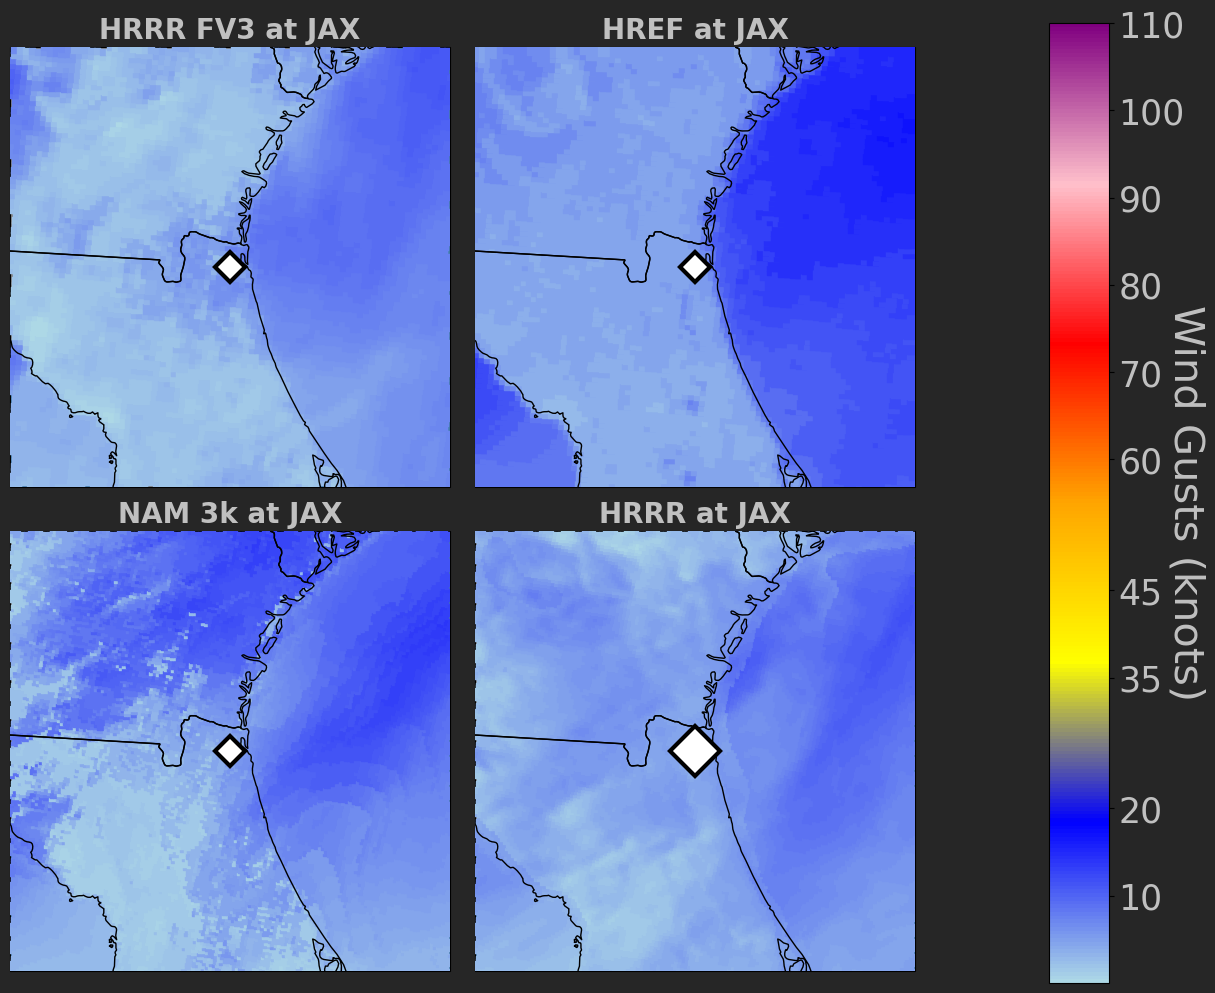 HRRR FV3 at JAX
HREF at JAX
NAM 3k at JAX
HRRR at JAX
110
100
90
80
70
60
45
35
20
10
Wind Gusts (knots)